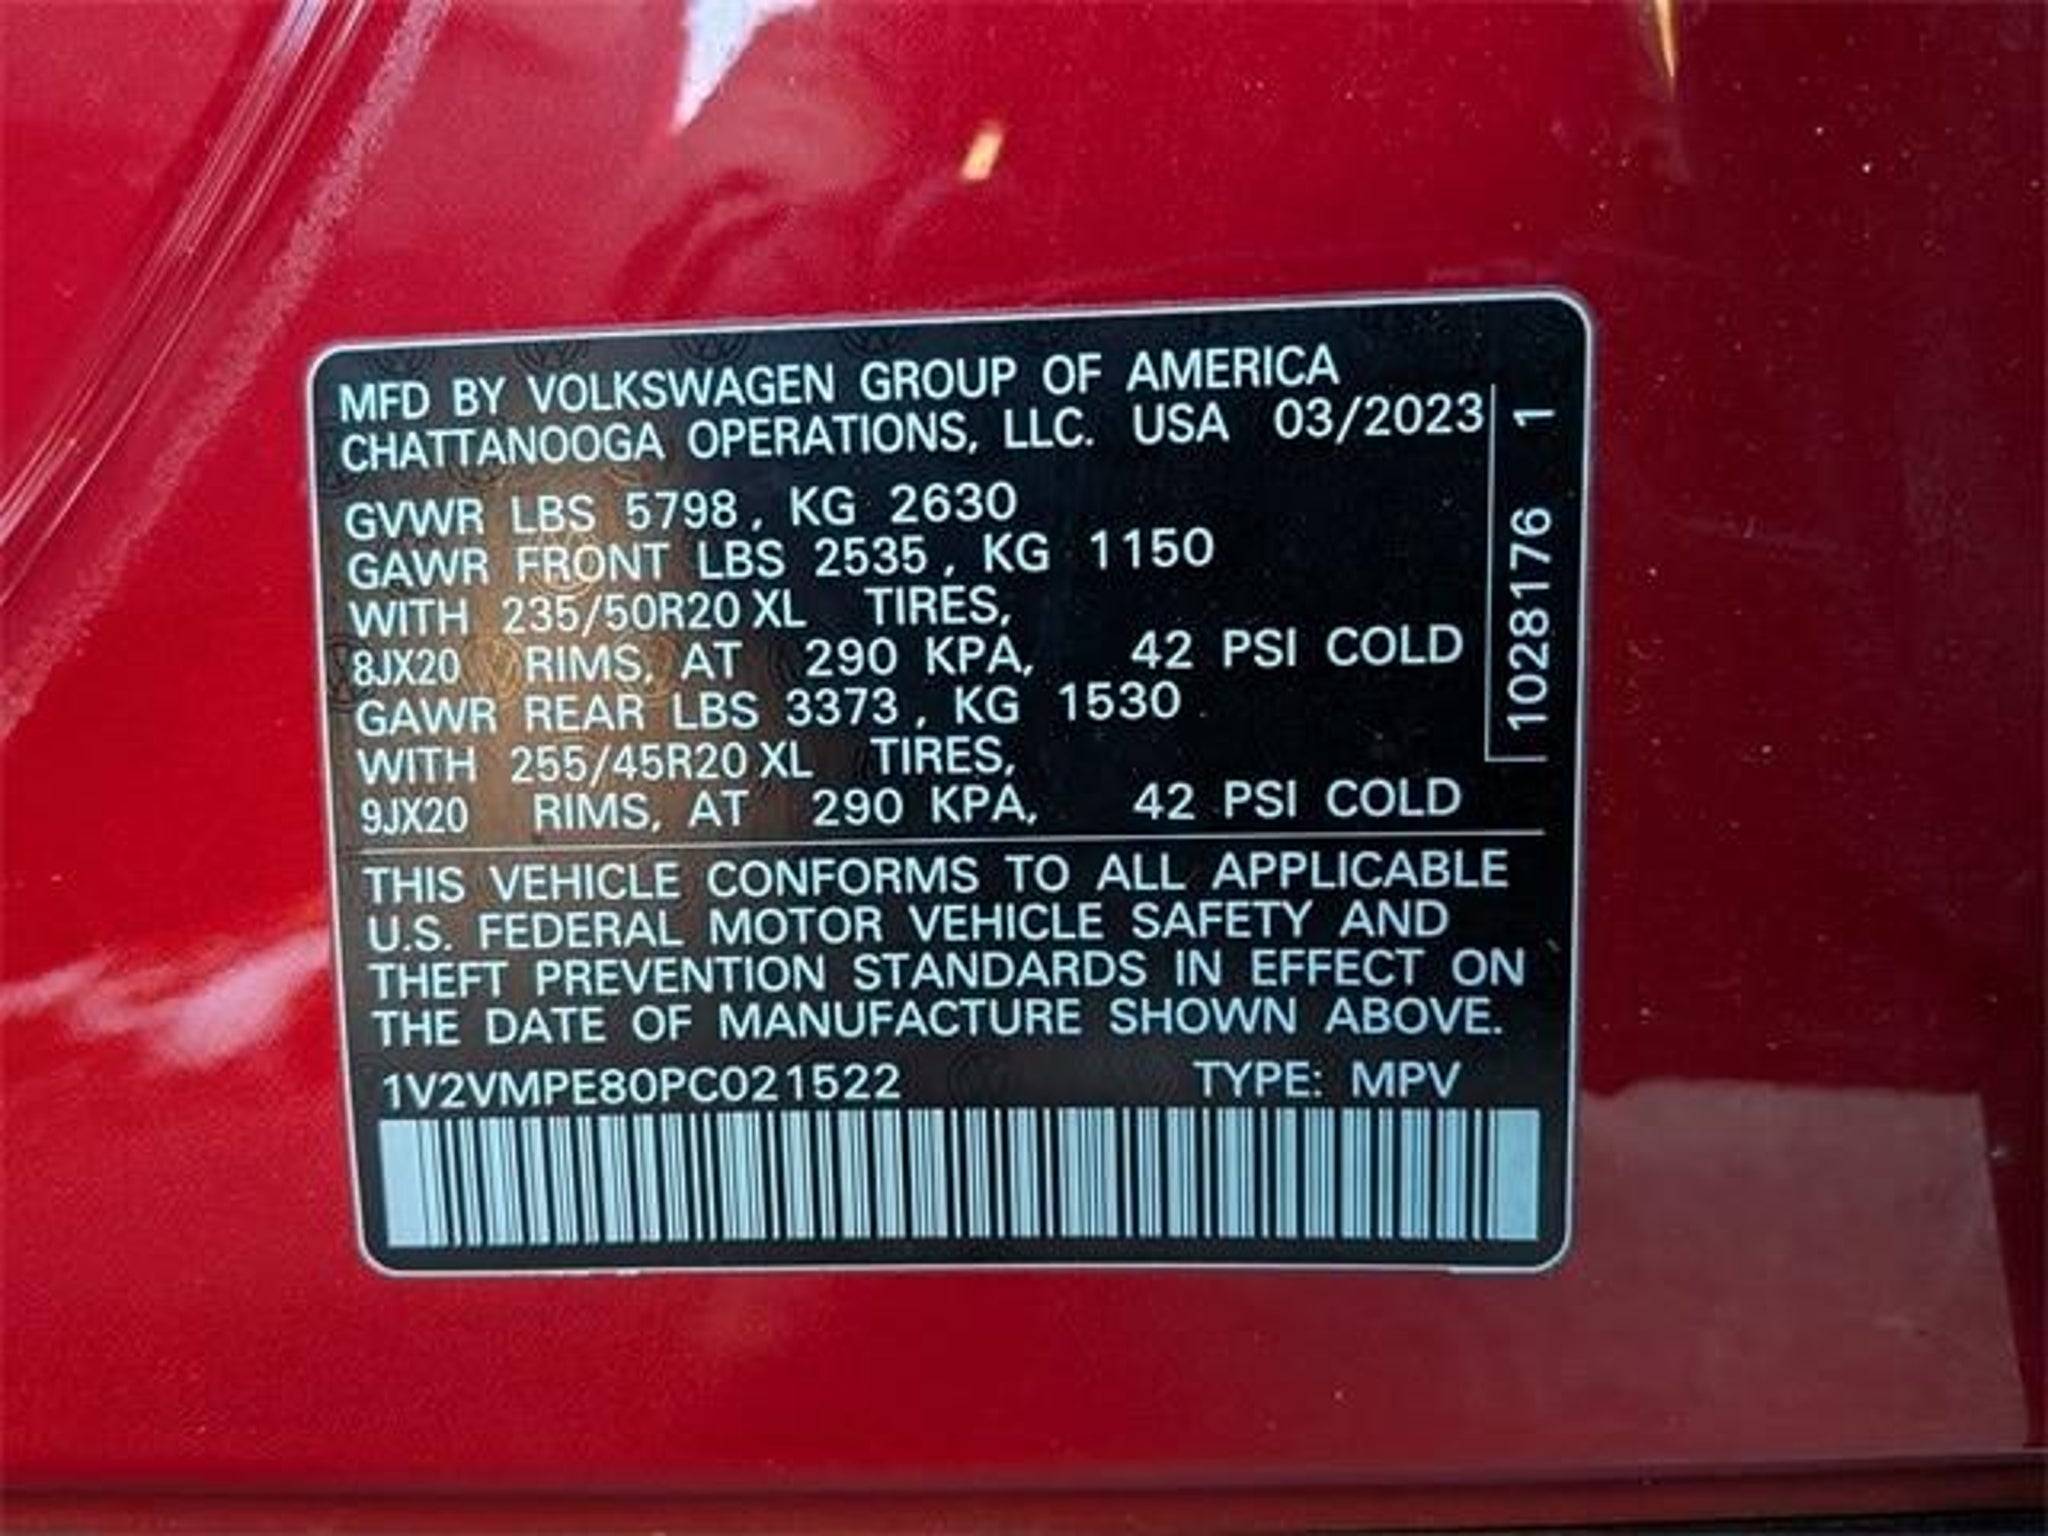 MFD BY VOLKSWAGEN GROUP OF AMERICA
CHATTANOOGA OPERATIONS, LLC. USA 03/2023
GVWR LBS 5798, KG 2630
GAWR FRONT LBS 2535, KG 1150
WITH 235/50R20 XL TIRES,
8JX20 RIMS, AT 290 KPA, 42 PSI COLD
GAWR REAR LBS 3373, KG 1530
WITH 255/45R20 XL TIRES,
9JX20 RIMS, AT 290 KPA, 42 PSI COLD
1028176 1
THIS VEHICLE CONFORMS TO ALL APPLICABLE
U.S. FEDERAL MOTOR VEHICLE SAFETY AND
THEFT PREVENTION STANDARDS IN EFFECT ON
THE DATE OF MANUFACTURE SHOWN ABOVE.
1V2VMPE80PC021522 TYPE: MPV